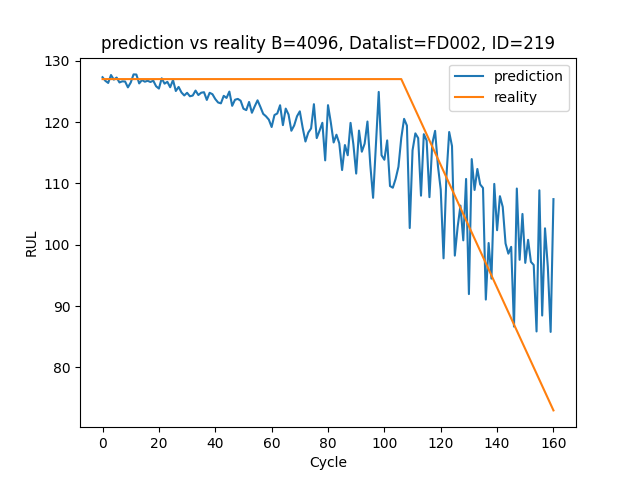 prediction vs reality B=4096, Datalist=FD002, ID=219
prediction
reality
RUL
130
120
110
100
90
80
0 20 40 60 80 100 120 140 160
Cycle